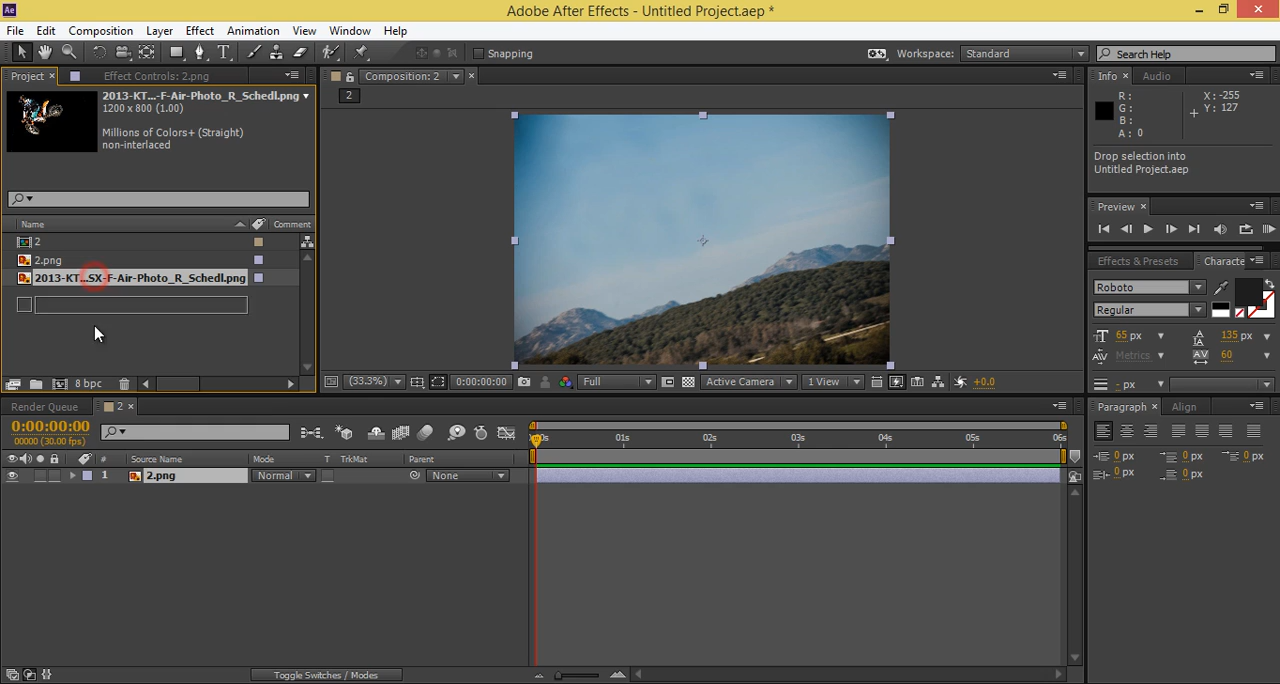 Ae
Adobe After Effects - Untitled Project.aep *
File Edit Composition Layer Effect Animation View Window Help
T Snapping Workspace: Standard Search Help
Project × Effect Controls: 2.png
2013-KT...-F-Air-Photo_R_Schedl.png
1200 x 800 (1.00)
Millions of Colors+ (Straight)
non-interlaced
Name Comment
2
2.png
2013-KT..._SX-F-Air-Photo_R_Schedl.png
8 bpc
Composition: 2 ×
2
(33.3%) 0:00:00:00 Full Active Camera 1 View +0.0
Info × Audio
R: X: -255
G: Y: 127
B:
A: 0
Drop selection into
Untitled Project.aep
Preview ×
Effects & Presets Characte
Roboto
Regular
65 px 135 px
Metrics AV 60
- px
Render Queue 2 ×
0:00:00:00
00000 (30.00 fps)
# Source Name Mode T TrkMat Parent
1 2.png Normal None
01s 02s 03s 04s 05s 06s
Toggle Switches / Modes
Paragraph × Align
0 px 0 px 0 px
0 px 0 px